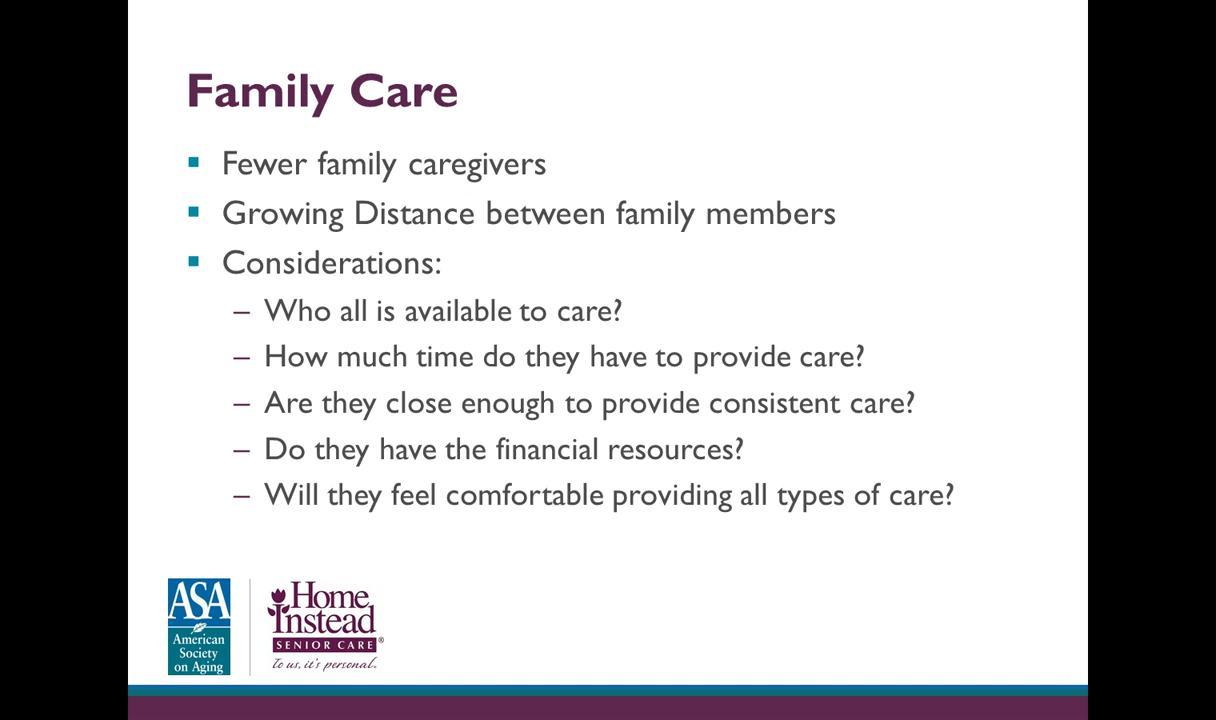 Family Care
▪ Fewer family caregivers
▪ Growing Distance between family members
▪ Considerations:
– Who all is available to care?
– How much time do they have to provide care?
– Are they close enough to provide consistent care?
– Do they have the financial resources?
– Will they feel comfortable providing all types of care?
ASA
American
Society
on Aging
Home
Instead
SENIOR CARE®
To us, it's personal.